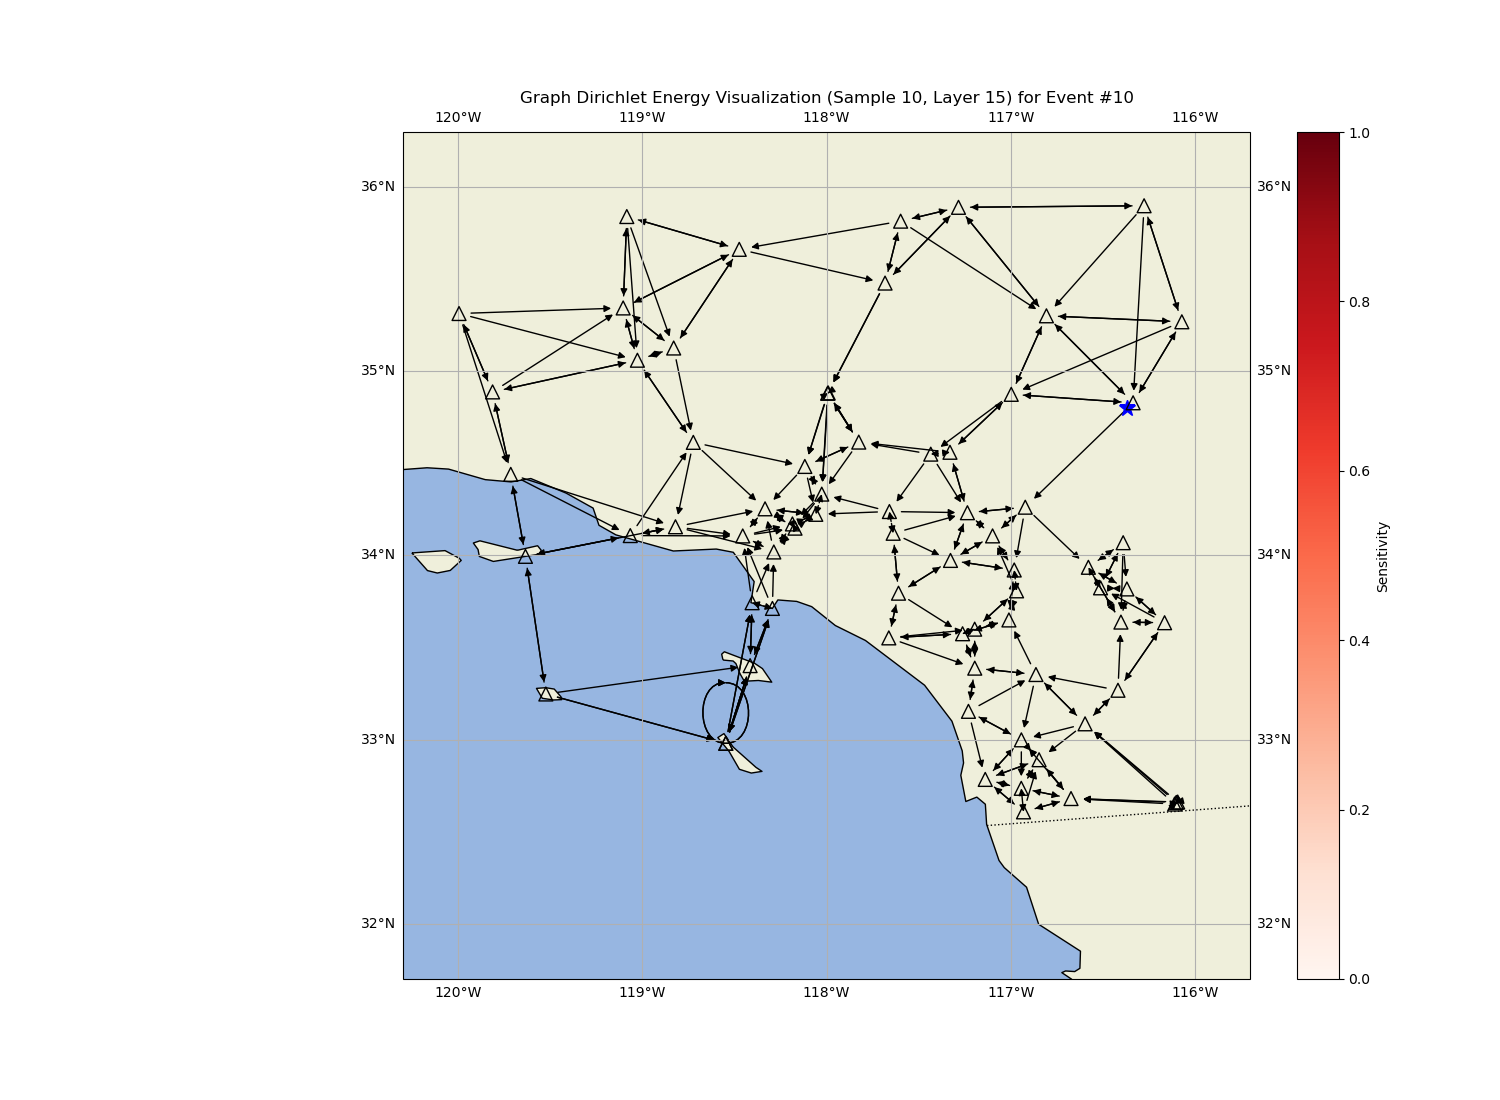 Graph Dirichlet Energy Visualization (Sample 10, Layer 15) for Event #10
120°W 119°W 118°W 117°W 116°W
36°N 36°N 1.0
35°N 35°N 0.8
34°N 34°N 0.6
33°N 33°N 0.4
32°N 32°N 0.2
0.0
Sensitivity
120°W 119°W 118°W 117°W 116°W